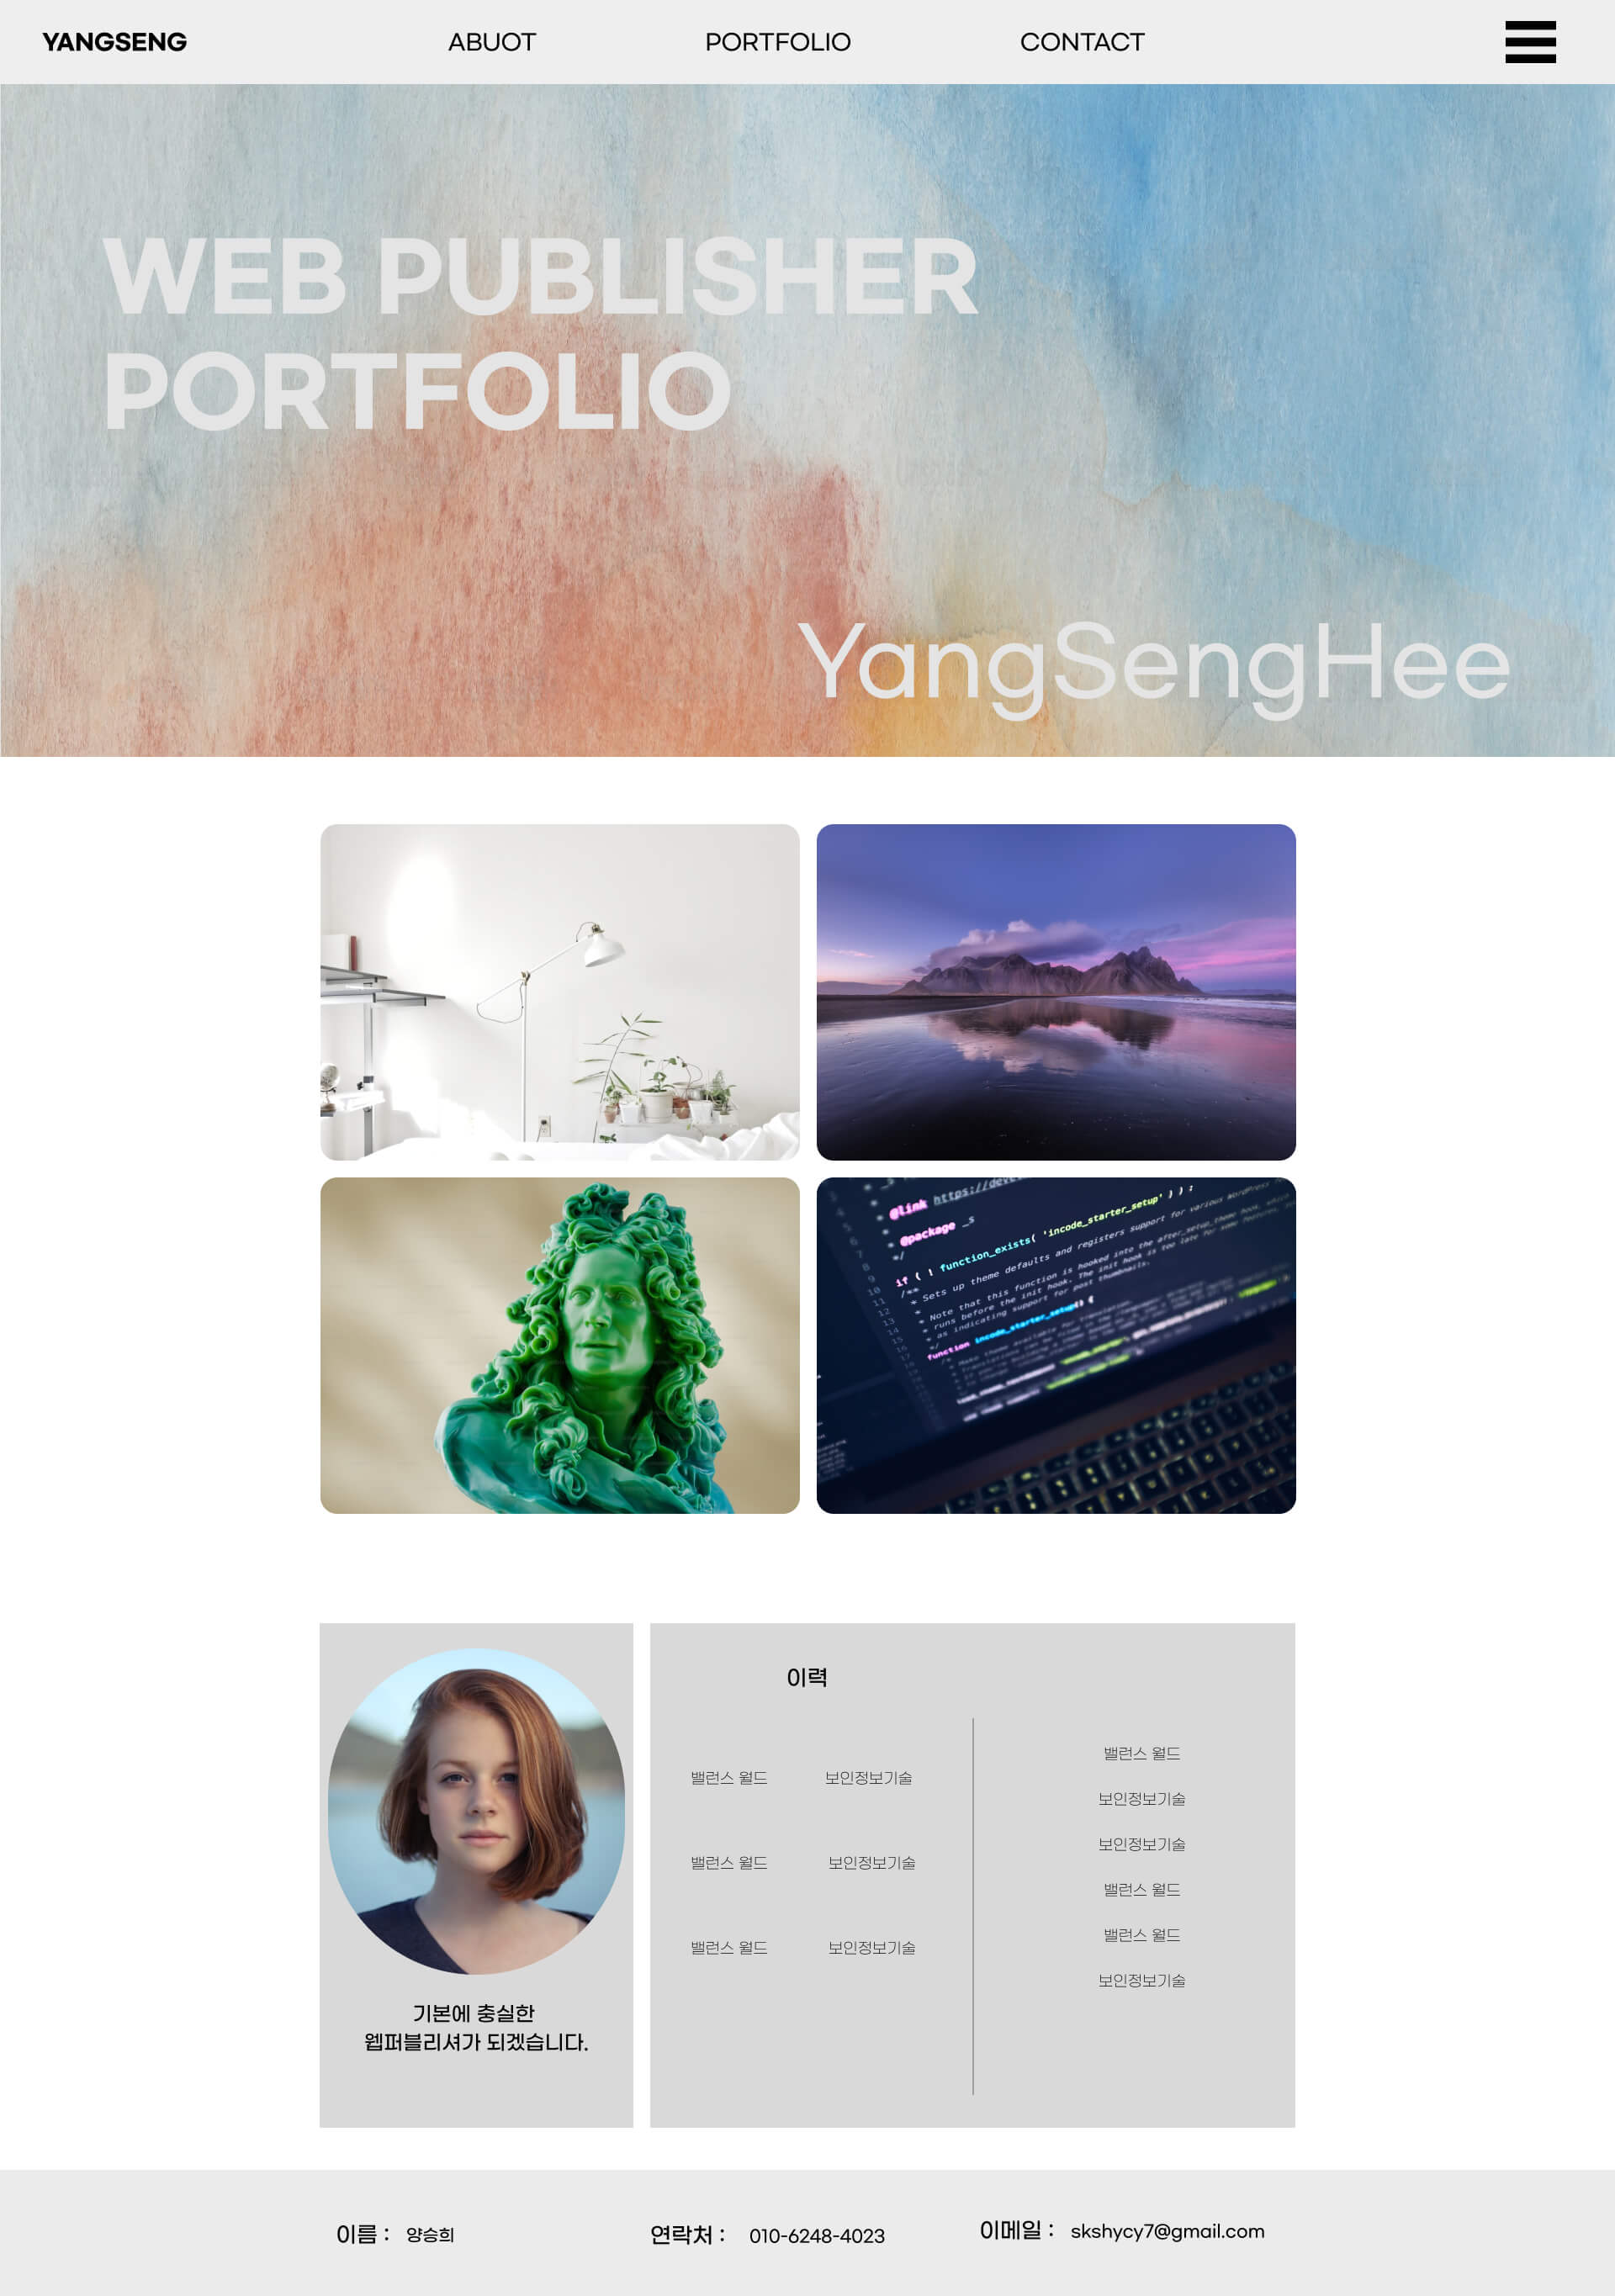 YANGSENG
ABUOT
PORTFOLIO
CONTACT
WEB PUBLISHER
PORTFOLIO
YangSengHee
@link https://deve
@package _s
*/
if ( ! function_exists( 'incode_starter_setup' ) ) :
/**
* Sets up theme defaults and registers support for various WordPress
* Note that this function is hooked into the after_setup_theme hook, which
* runs before the init hook. The init hook is too late for some features,
* as indicating support for post thumbnails.
*/
function incode_starter_setup() {
이력
밸런스 월드 보인정보기술
밸런스 월드 보인정보기술
밸런스 월드 보인정보기술
밸런스 월드
보인정보기술
보인정보기술
밸런스 월드
밸런스 월드
보인정보기술
기본에 충실한
웹퍼블리셔가 되겠습니다.
이름 : 양승희
연락처 : 010-6248-4023
이메일 : skshycy7@gmail.com